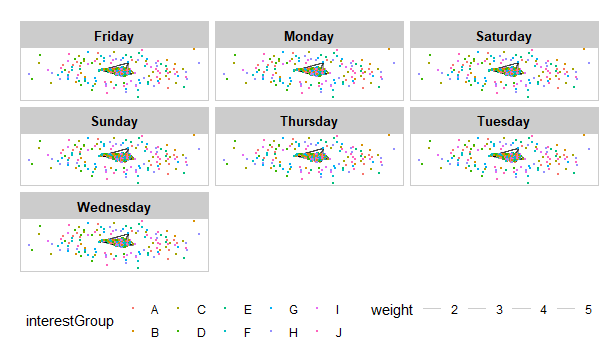 Friday Monday Saturday
Sunday Thursday Tuesday
Wednesday
interestGroup A C E G I weight 2 3 4 5
B D F H J